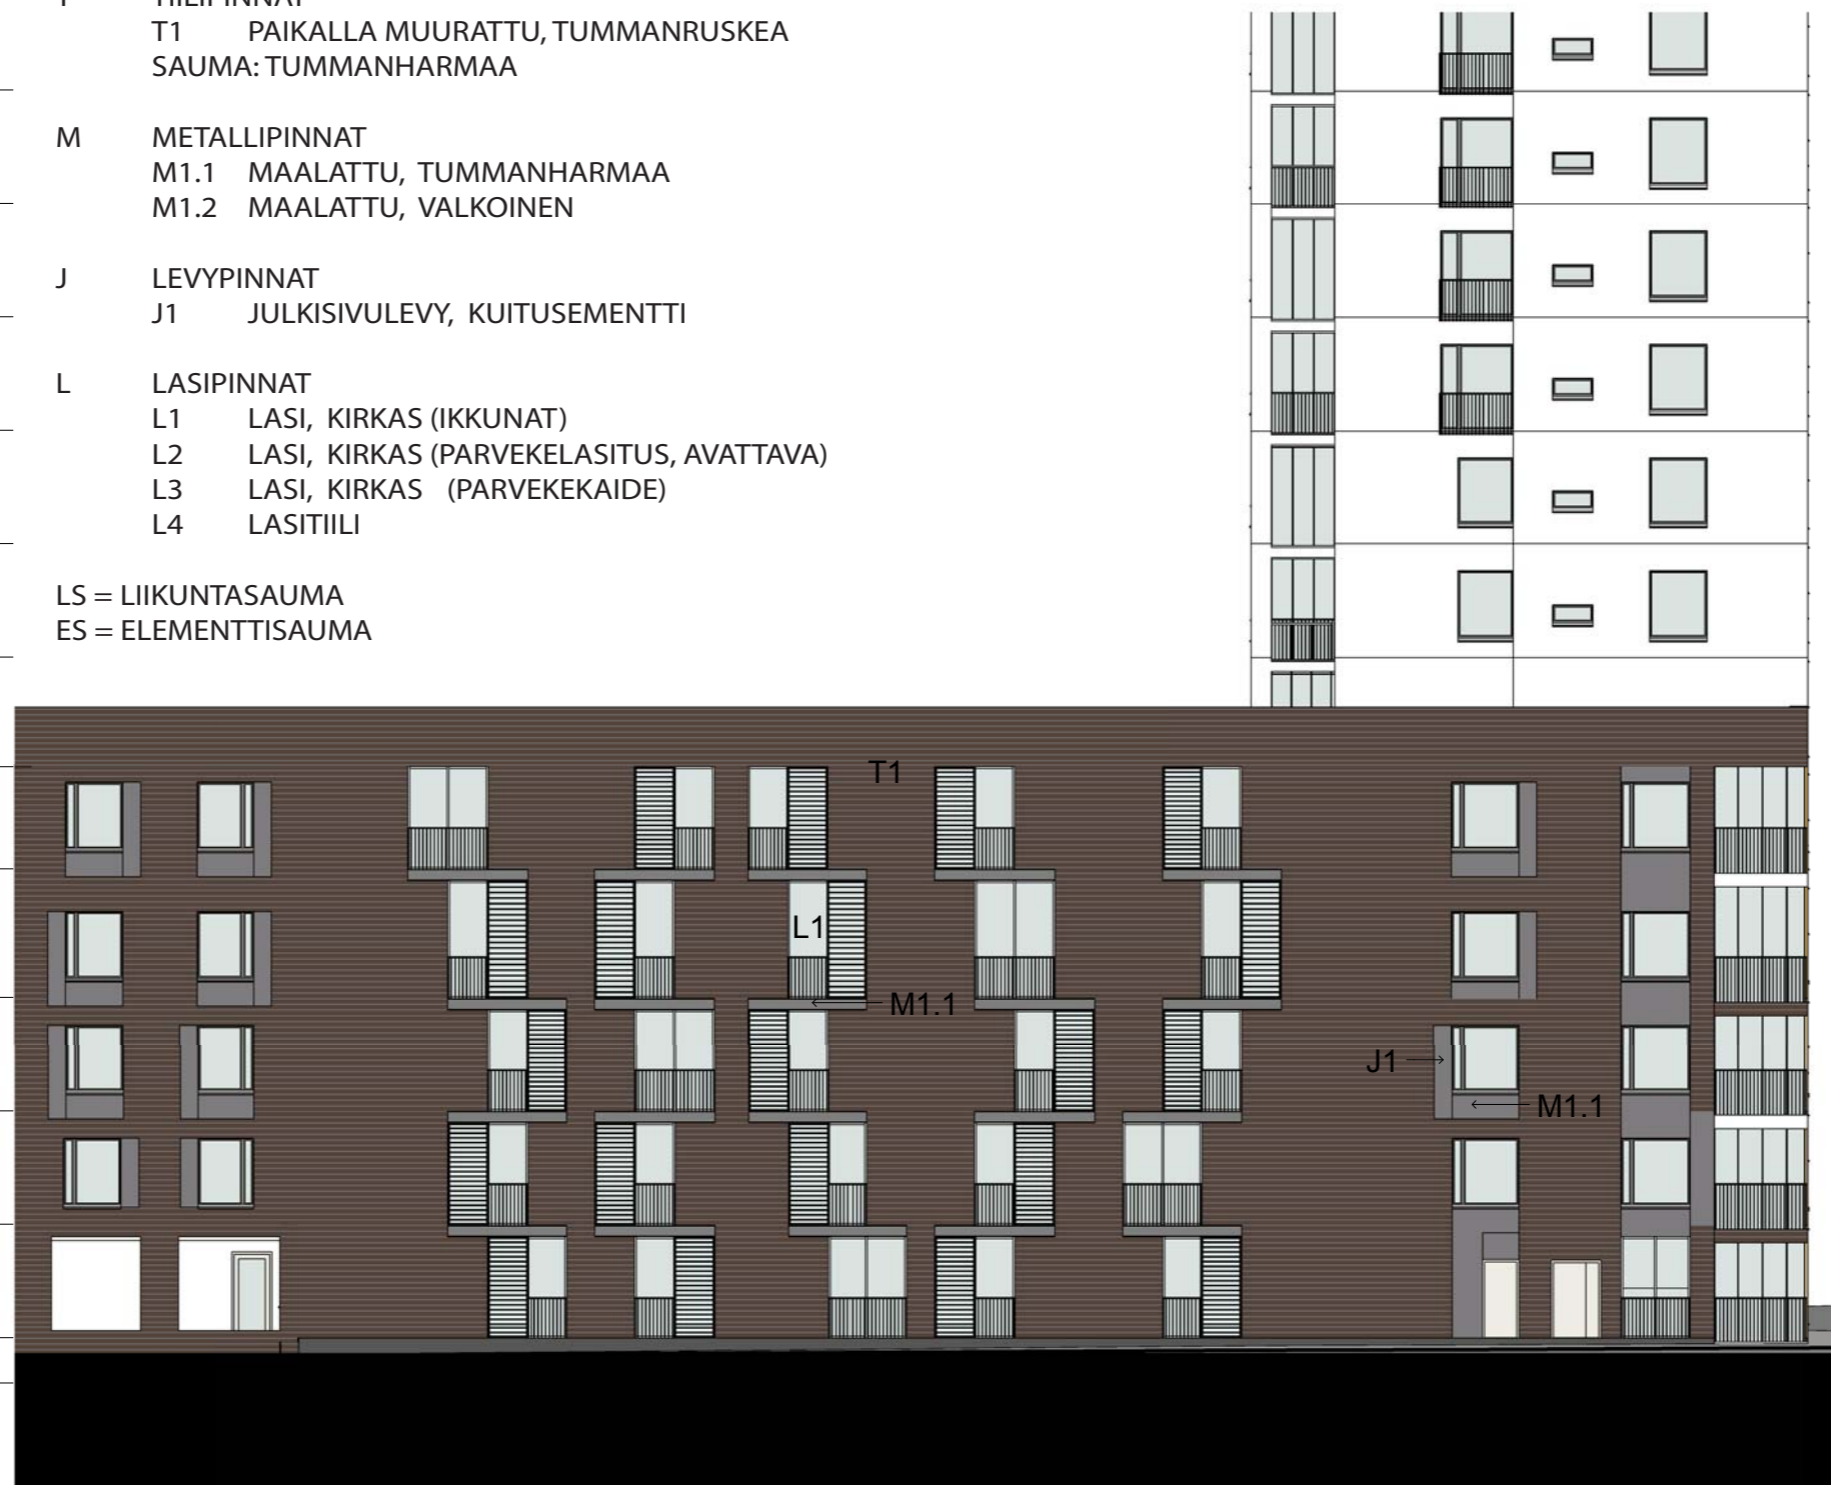 T1 PAIKALLA MUURATTU, TUMMANRUSKEA
SAUMA: TUMMANHARMAA
M METALLIPINNAT
M1.1 MAALATTU, TUMMANHARMAA
M1.2 MAALATTU, VALKOINEN
J LEVYPINNAT
J1 JULKISIVULEVY, KUITUSEMENTTI
L LASIPINNAT
L1 LASI, KIRKAS (IKKUNAT)
L2 LASI, KIRKAS (PARVEKELASITUS, AVATTAVA)
L3 LASI, KIRKAS (PARVEKEKAIDE)
L4 LASITIILI
LS = LIIKUNTASAUMA
ES = ELEMENTTISAUMA
T1
L1
M1.1
J1
M1.1